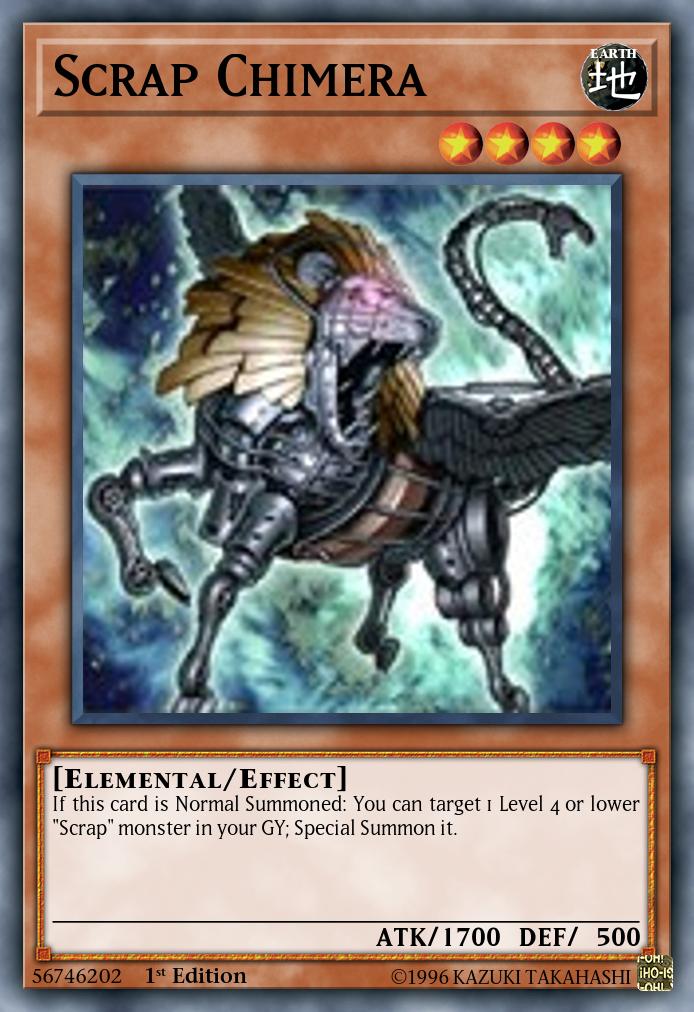 Scrap Chimera
EARTH
地
[Elemental/Effect]
If this card is Normal Summoned: You can target 1 Level 4 or lower
"Scrap" monster in your GY; Special Summon it.
ATK/1700 DEF/ 500
56746202 1st Edition ©1996 KAZUKI TAKAHASHI